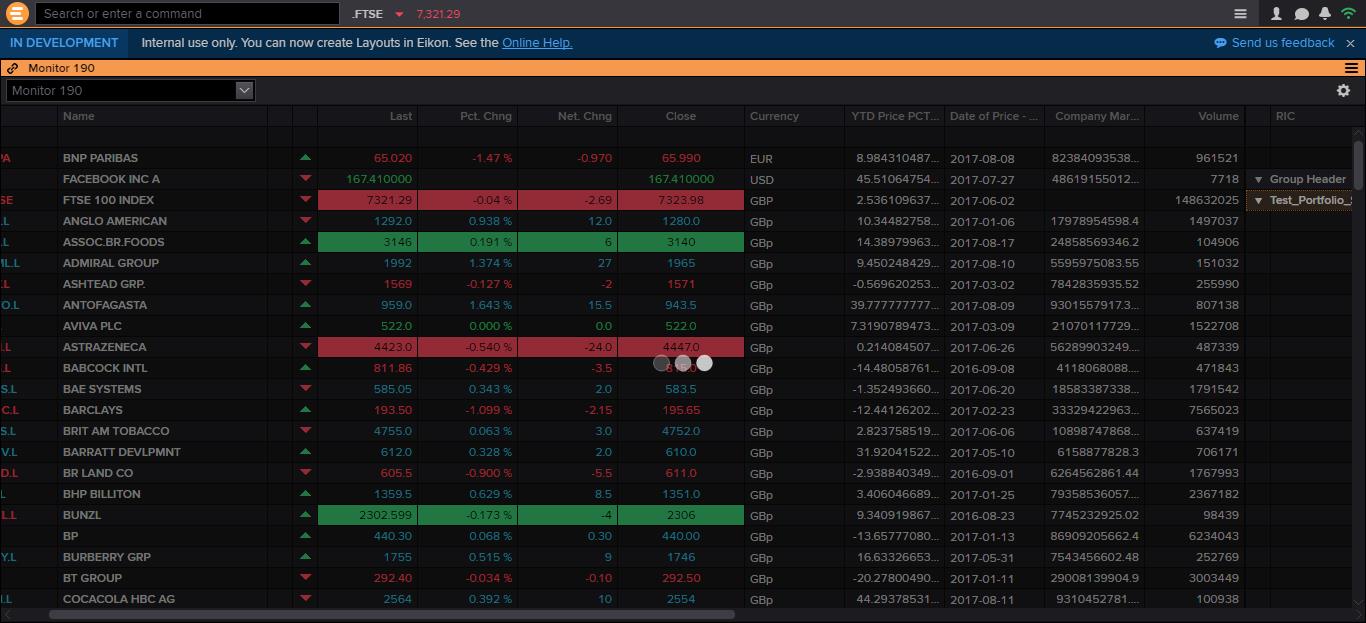 Search or enter a command .FTSE 7,321.29
IN DEVELOPMENT Internal use only. You can now create Layouts in Eikon. See the Online Help. Send us feedback
Monitor 190
Monitor 190
Name Last Pct. Chng Net. Chng Close Currency YTD Price PCT... Date of Price - ... Company Mar... Volume RIC
BNP PARIBAS 65.020 -1.47 % -0.970 65.990 EUR 8.984310487... 2017-08-08 82384093538... 961521
FACEBOOK INC A 167.410000 167.410000 USD 45.51064754... 2017-07-27 48619155012... 7718 Group Header
SE FTSE 100 INDEX 7321.29 -0.04 % -2.69 7323.98 GBP 2.536109637... 2017-06-02 148632025 Test_Portfolio_
.L ANGLO AMERICAN 1292.0 0.938 % 12.0 1280.0 GBp 10.34482758... 2017-01-06 17978954598.4 1497037
.L ASSOC.BR.FOODS 3146 0.191 % 6 3140 GBp 14.38979963... 2017-08-17 24858569346.2 104906
L.L ADMIRAL GROUP 1992 1.374 % 27 1965 GBp 9.450248429... 2017-08-10 5595975083.55 151032
.L ASHTEAD GRP. 1569 -0.127 % -2 1571 GBp -0.569620253... 2017-03-02 7842835935.52 255990
O.L ANTOFAGASTA 959.0 1.643 % 15.5 943.5 GBp 39.777777777... 2017-08-09 9301557917.3... 807138
AVIVA PLC 522.0 0.000 % 0.0 522.0 GBp 7.3190789473... 2017-03-09 21070117729... 1522708
.L ASTRAZENECA 4423.0 -0.540 % -24.0 4447.0 GBp 0.214084507... 2017-06-26 56289903249... 487339
.L BABCOCK INTL 811.86 -0.429 % -3.5 GBp -14.48058761... 2016-09-08 4118068088.... 471843
S.L BAE SYSTEMS 585.05 0.343 % 2.0 583.5 GBp -1.352493660... 2017-06-20 18583387338... 1791542
C.L BARCLAYS 193.50 -1.099 % -2.15 195.65 GBp -12.44126202... 2017-02-23 33329422963... 7565023
S.L BRIT AM TOBACCO 4755.0 0.063 % 3.0 4752.0 GBp 2.823758519... 2017-06-06 10898747868... 637419
V.L BARRATT DEVLPMNT 612.0 0.328 % 2.0 610.0 GBp 31.92041522... 2017-05-10 6158877828.3 706171
D.L BR LAND CO 605.5 -0.900 % -5.5 611.0 GBp -2.938840349... 2016-09-01 6264562861.44 1767993
L BHP BILLITON 1359.5 0.629 % 8.5 1351.0 GBp 3.406046689... 2017-01-25 79358536057.... 2367182
L.L BUNZL 2302.599 -0.173 % -4 2306 GBp 9.340919867... 2016-08-23 7745232925.02 98439
BP 440.30 0.068 % 0.30 440.00 GBp -13.65777080... 2017-01-13 86909205662.4 6234043
Y.L BURBERRY GRP 1755 0.515 % 9 1746 GBp 16.63326653... 2017-05-31 7543456602.48 252769
BT GROUP 292.40 -0.034 % -0.10 292.50 GBp -20.27800490... 2017-01-11 29008139904.9 3003449
.L COCACOLA HBC AG 2564 0.392 % 10 2554 GBp 44.29378531... 2017-08-11 9310452781.... 100938